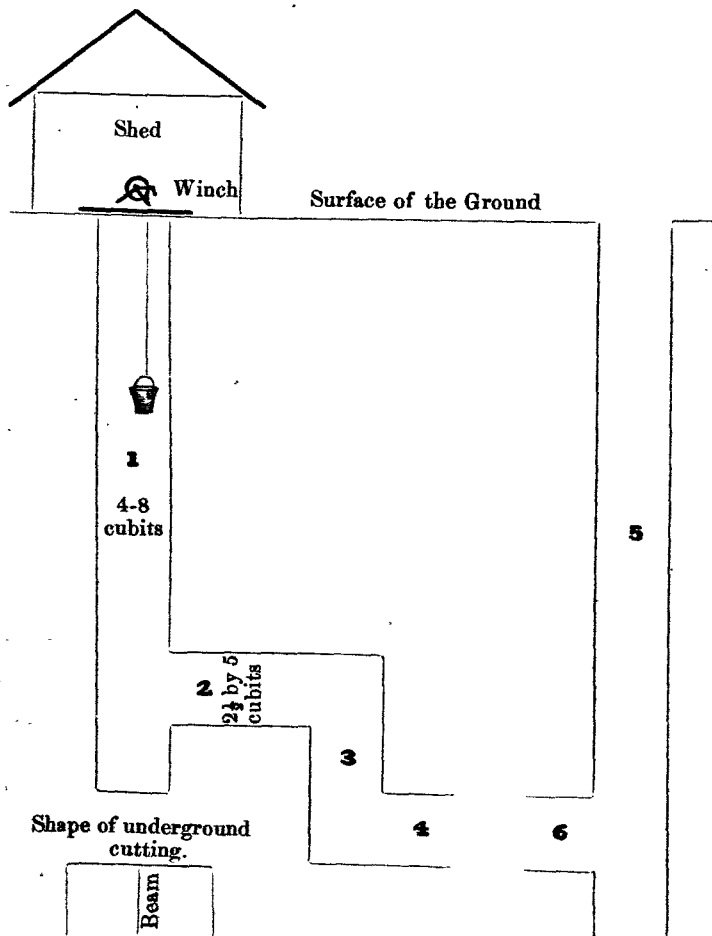 Shed
Winch
Surface of the Ground
1
4-8
cubits
5
2
2½ by 5
cubits
3
4
6
Shape of underground
cutting.
Beam